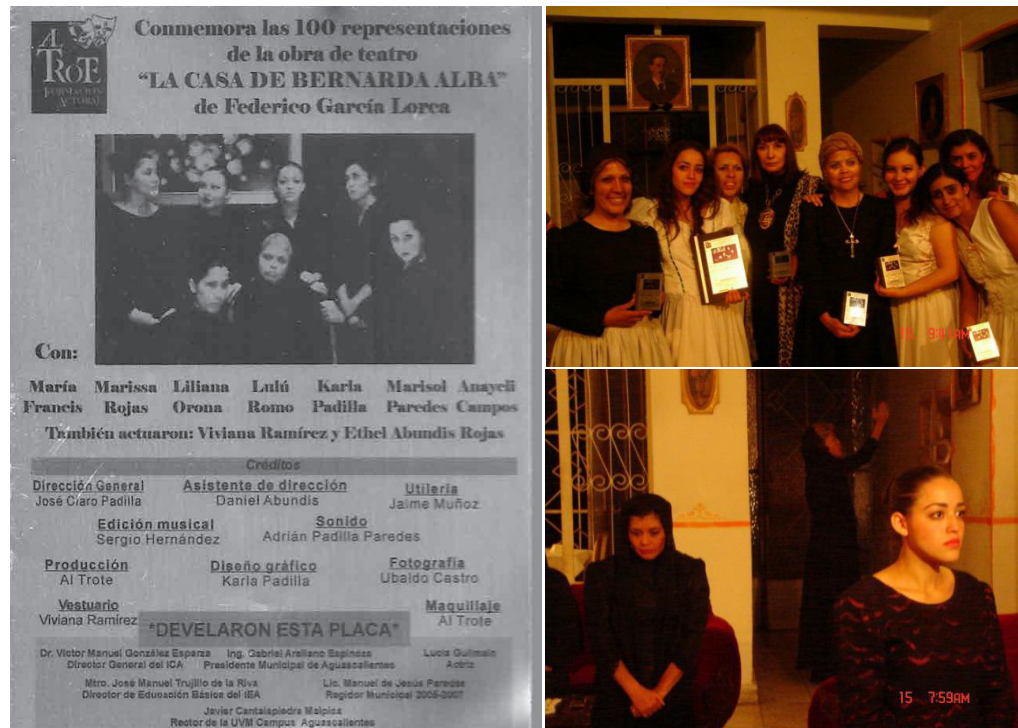 AL
TROTE
FORMACIÓN
ACTORAL
Conmemora las 100 representaciones
de la obra de teatro
“LA CASA DE BERNARDA ALBA”
de Federico García Lorca
Con:
María Marissa Liliana Lulú Karla Marisol Anayeli
Francis Rojas Orona Romo Padilla Paredes Campos
También actuaron: Viviana Ramírez y Ethel Abundis Rojas
Créditos
Dirección General Asistente de dirección Utilería
José Claro Padilla Daniel Abundis Jaime Muñoz
Edición musical Sonido
Sergio Hernández Adrián Padilla Paredes
Producción Diseño gráfico Fotografía
Al Trote Karla Padilla Ubaldo Castro
Vestuario Maquillaje
Viviana Ramírez Al Trote
*DEVELARON ESTA PLACA*
Dr. Victor Manuel González Esparza Ing. Gabriel Arellano Espinoza Lucia Guilmain
Director General del ICA Presidente Municipal de Aguascalientes Actriz
Mtro. José Manuel Trujillo de la Riva Lic. Manuel de Jesús Paredes
Director de Educación Básica del IEA Regidor Municipal 2005-2007
Javier Cantalapiedra Malpica
Rector de la UVM Campus Aguascalientes
15 7:59AM